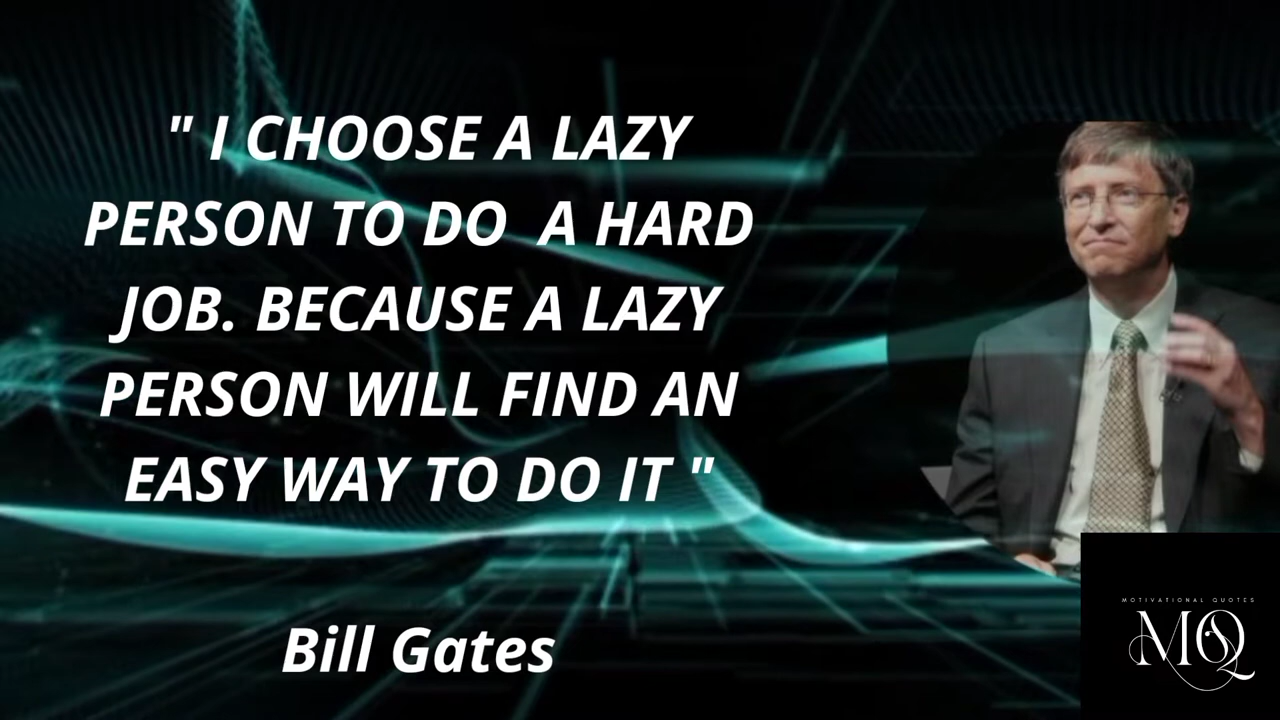 " I CHOOSE A LAZY
PERSON TO DO  A HARD
JOB. BECAUSE A LAZY
PERSON WILL FIND AN
EASY WAY TO DO IT "
Bill Gates
MOTIVATIONAL QUOTES
MQ